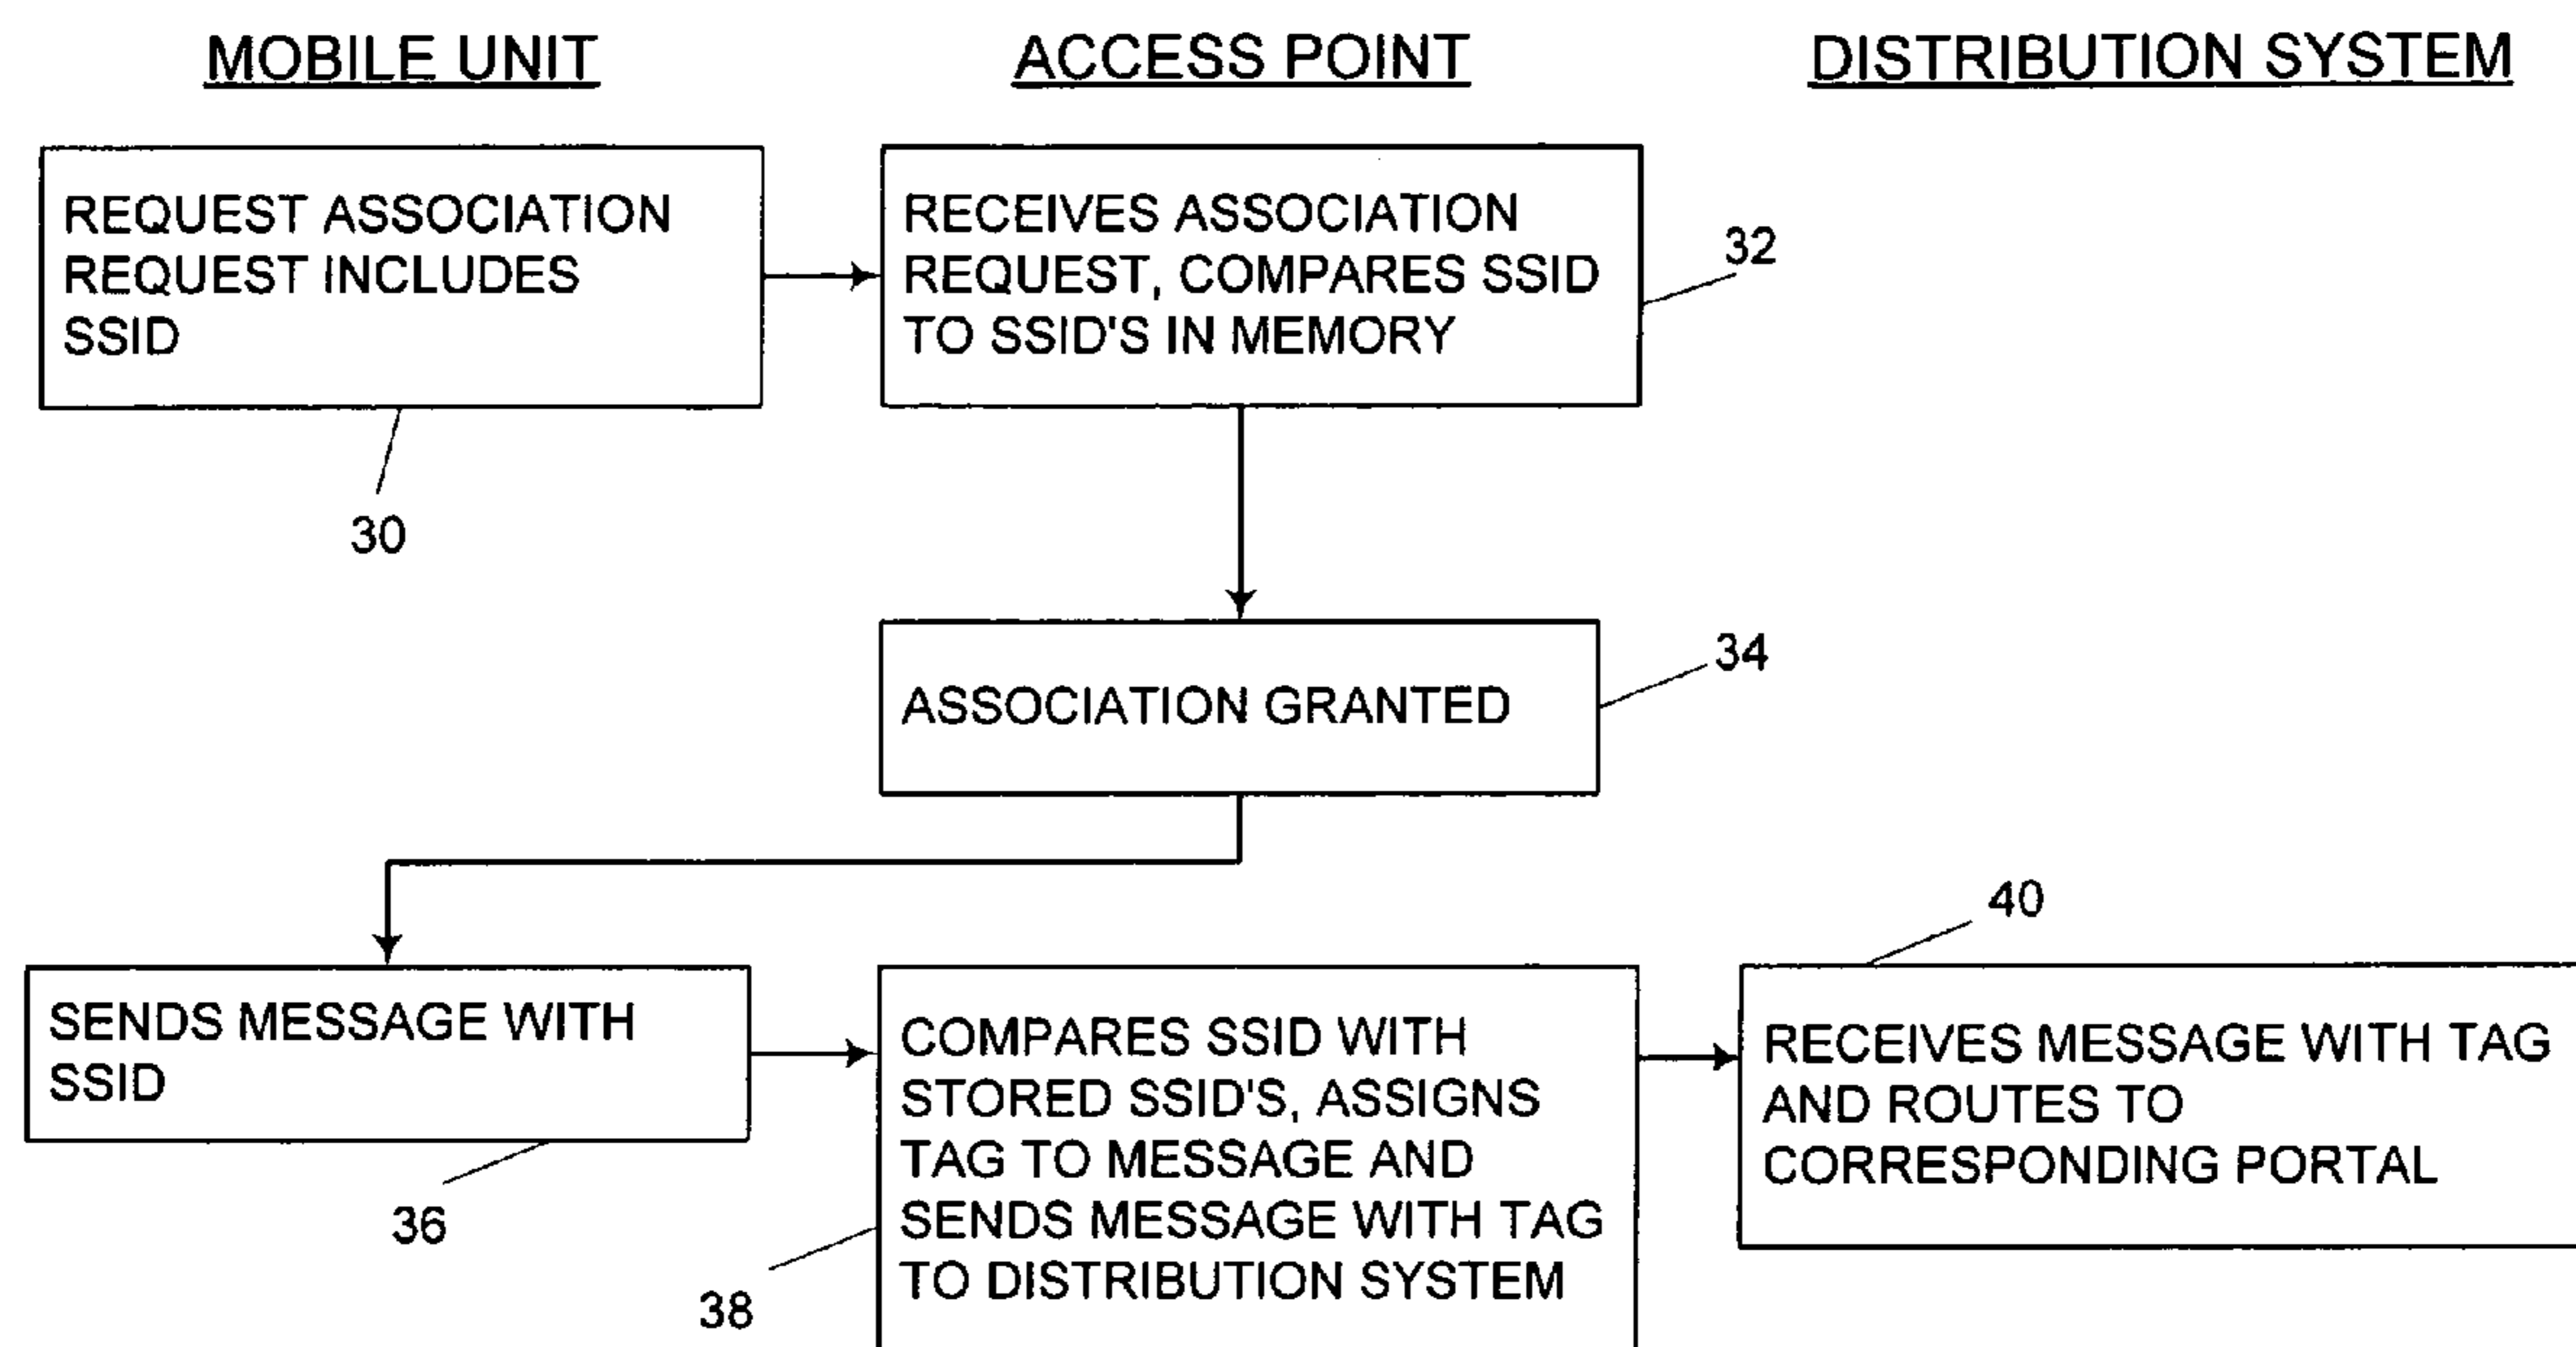 MOBILE UNIT
ACCESS POINT
DISTRIBUTION SYSTEM
REQUEST ASSOCIATION
REQUEST INCLUDES
SSID
30
RECEIVES ASSOCIATION
REQUEST, COMPARES SSID
TO SSID'S IN MEMORY
32
ASSOCIATION GRANTED
34
SENDS MESSAGE WITH
SSID
36
COMPARES SSID WITH
STORED SSID'S, ASSIGNS
TAG TO MESSAGE AND
SENDS MESSAGE WITH TAG
TO DISTRIBUTION SYSTEM
38
40
RECEIVES MESSAGE WITH TAG
AND ROUTES TO
CORRESPONDING PORTAL